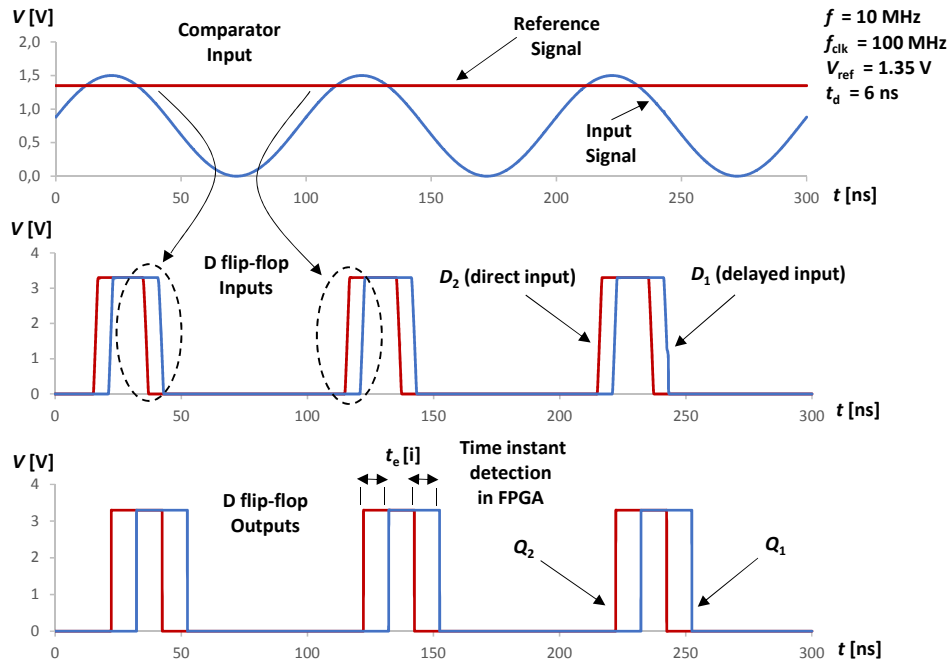 V [V]
Comparator
Input
Reference
Signal
f = 10 MHz
fclk = 100 MHz
Vref = 1.35 V
td = 6 ns
2,0
1,5
1,0
0,5
0,0
Input
Signal
0
50
100
150
200
250
300
t [ns]
V [V]
D flip-flop
Inputs
D2 (direct input)
D1 (delayed input)
4
3
2
1
0
0
50
100
150
200
250
300
t [ns]
V [V]
te [i]
Time instant
detection
in FPGA
D flip-flop
Outputs
Q2
Q1
4
3
2
1
0
0
50
100
150
200
250
300
t [ns]